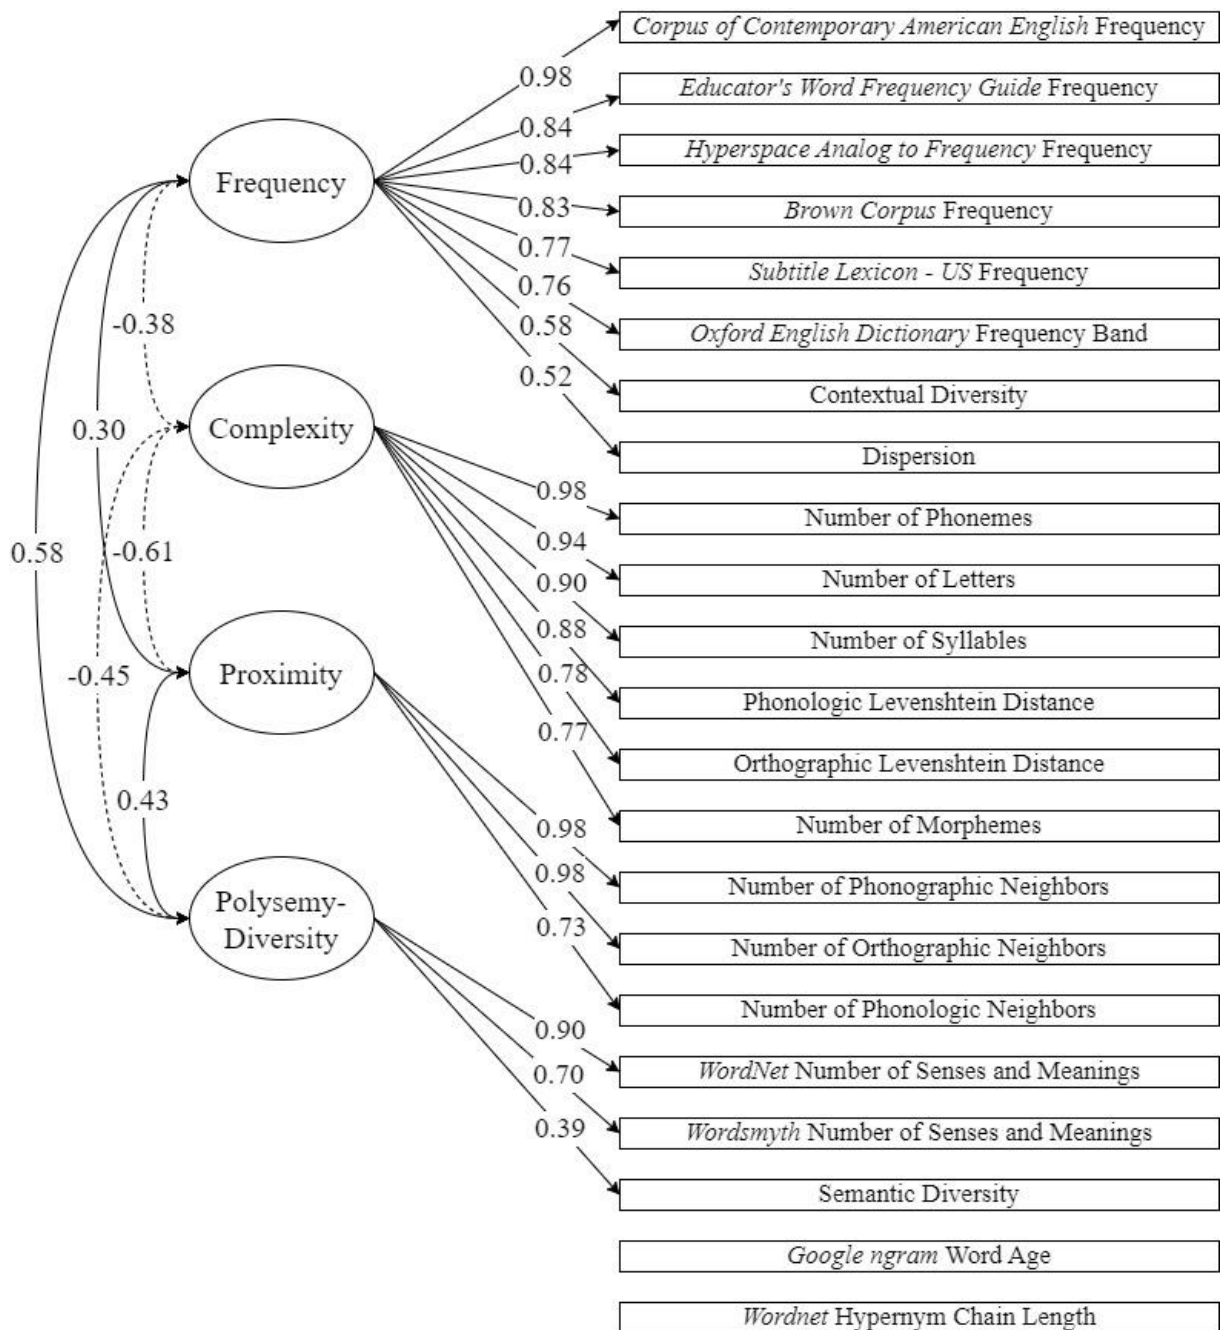 Corpus of Contemporary American English Frequency
0.98
Educator's Word Frequency Guide Frequency
0.84
Hyperspace Analog to Frequency Frequency
0.84
Frequency
Brown Corpus Frequency
0.83
0.77
Subtitle Lexicon - US Frequency
0.76
-0.38
0.58
Oxford English Dictionary Frequency Band
0.52
Contextual Diversity
0.30
Complexity
Dispersion
0.98
Number of Phonemes
0.94
0.58
-0.61
Number of Letters
0.90
0.88
Number of Syllables
-0.45
Proximity
0.78
Phonologic Levenshtein Distance
0.77
Orthographic Levenshtein Distance
0.43
0.98
Number of Morphemes
0.98
Number of Phonographic Neighbors
Polysemy-
Diversity
0.73
Number of Orthographic Neighbors
Number of Phonologic Neighbors
0.90
WordNet Number of Senses and Meanings
0.70
0.39
Wordsmyth Number of Senses and Meanings
Semantic Diversity
Google ngram Word Age
Wordnet Hypernym Chain Length